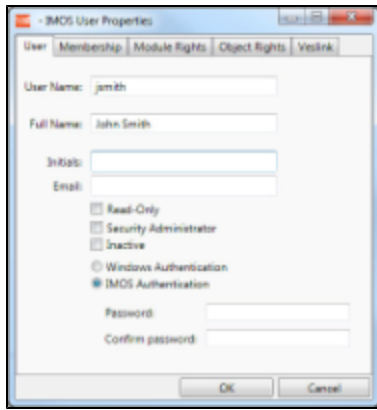 - IMOS User Properties
User Membership Module Rights Object Rights Veslink
User Name: jsmith
Full Name: John Smith
Initials:
Email:
Read-Only
Security Administrator
Inactive
Windows Authentication
IMOS Authentication
Password:
Confirm password:
OK Cancel